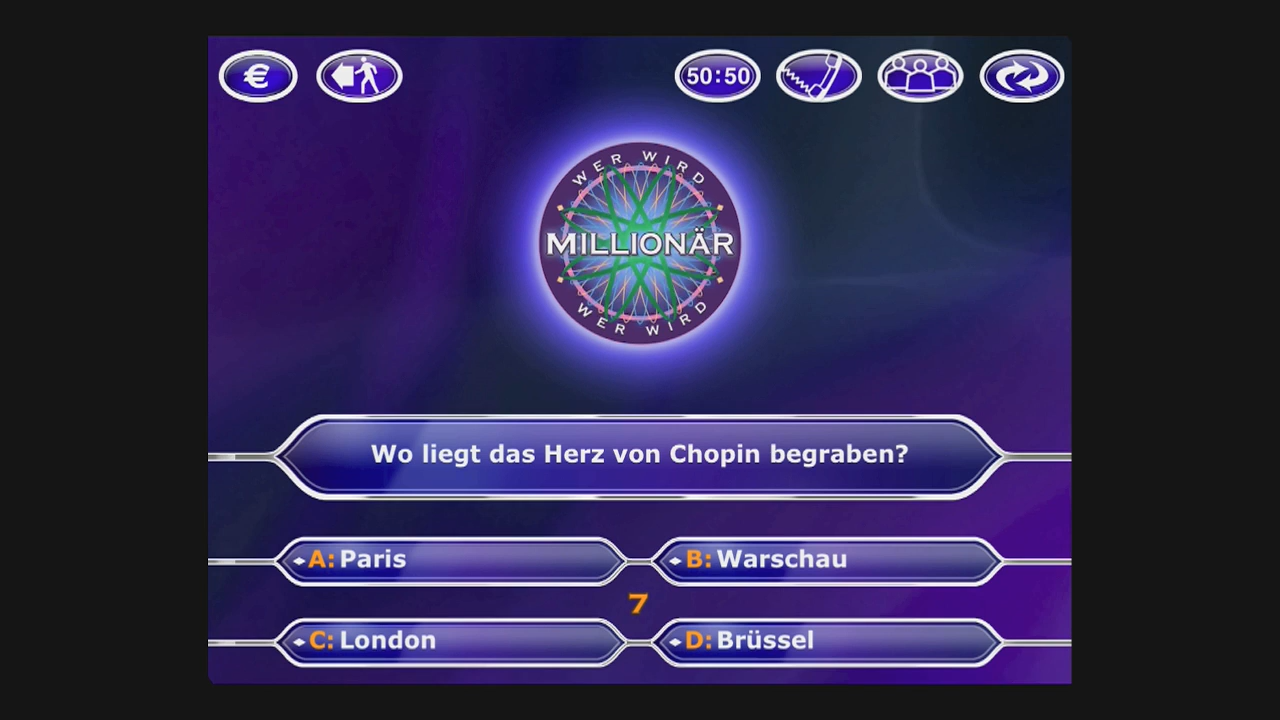 €
50:50
WER WIRD
MILLIONÄR
WER WIRD
Wo liegt das Herz von Chopin begraben?
A: Paris
B: Warschau
7
C: London
D: Brüssel